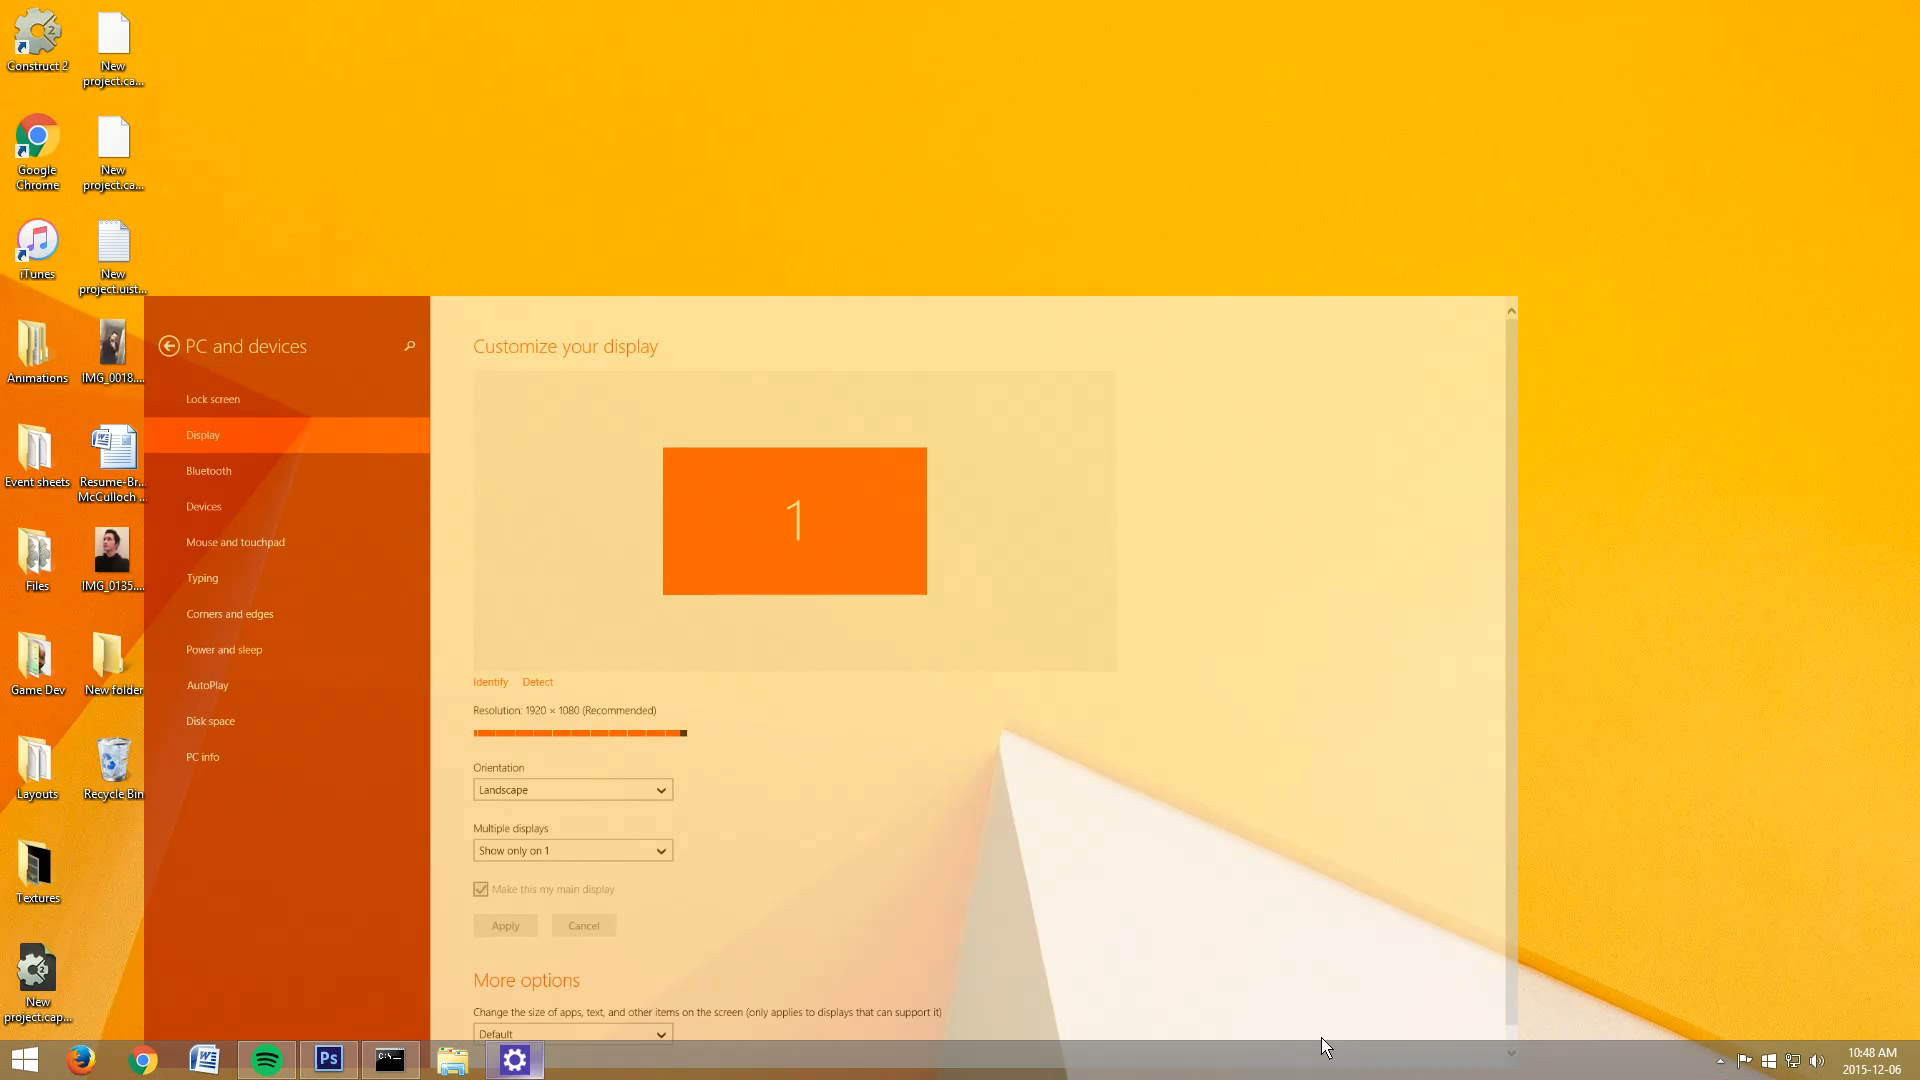 Construct 2
New
project.ca...
Google
Chrome
New
project.ca...
iTunes
New
project.uist...
Animations
IMG_0018....
Event sheets
Resume-Br...
McCulloch ...
Files
IMG_0135....
Game Dev
New folder
Layouts
Recycle Bin
Textures
New
project.cap...
PC and devices
Lock screen
Display
Bluetooth
Devices
Mouse and touchpad
Typing
Corners and edges
Power and sleep
AutoPlay
Disk space
PC info
Customize your display
1
Identify Detect
Resolution: 1920 × 1080 (Recommended)
Orientation
Landscape
Multiple displays
Show only on 1
Make this my main display
Apply Cancel
More options
Change the size of apps, text, and other items on the screen (only applies to displays that can support it)
Default
Ps
C:\...
10:48 AM
2015-12-06